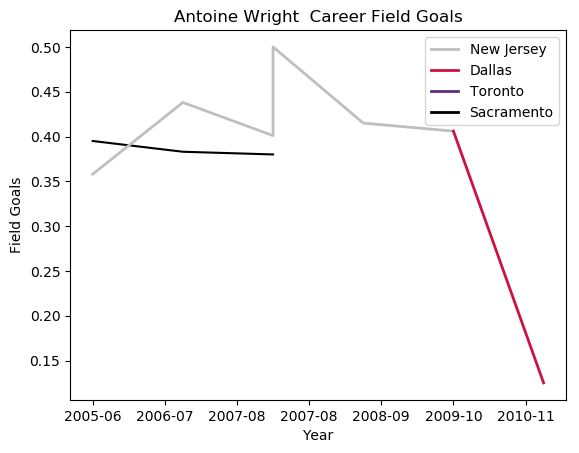 Antoine Wright  Career Field Goals
0.50
0.45
0.40
0.35
0.30
0.25
0.20
0.15
Field Goals
New Jersey
Dallas
Toronto
Sacramento
2005-06 2006-07 2007-08 2007-08 2008-09 2009-10 2010-11
Year